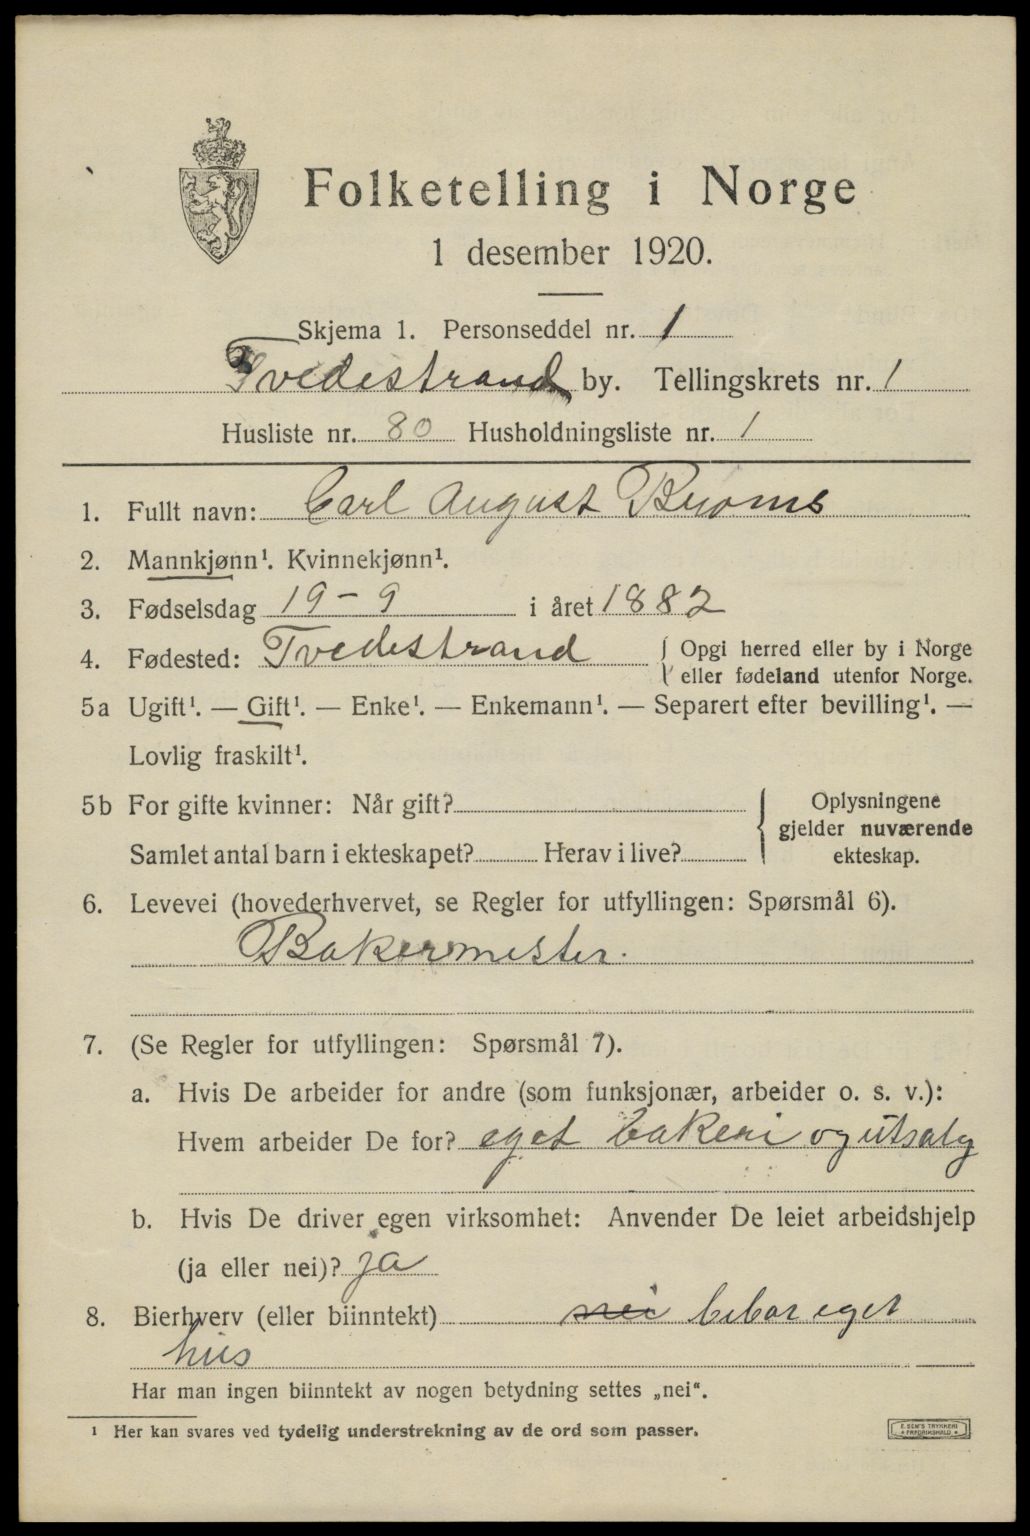 Folketelling i Norge
1 desember 1920.
Skjema 1. Personseddel nr. 1
Tvedestrand by. Tellingskrets nr. 1
Husliste nr. 80 Husholdningsliste nr. 1
1. Fullt navn: Carl August Broms
2. Mannkjønn¹. Kvinnekjønn¹.
3. Fødselsdag 19-9 i året 1882
4. Fødested: Tvedestrand { Opgi herred eller by i Norge
eller fødeland utenfor Norge.
5a Ugift¹. — Gift¹. — Enke¹. — Enkemann¹. — Separert efter bevilling¹. —
Lovlig fraskilt¹.
5b For gifte kvinner: Når gift?
Samlet antal barn i ekteskapet? Herav i live?
{ Oplysningene
gjelder nuværende
ekteskap.
6. Levevei (hovederhvervet, se Regler for utfyllingen: Spørsmål 6).
Bakermester.
7. (Se Regler for utfyllingen: Spørsmål 7).
a. Hvis De arbeider for andre (som funksjonær, arbeider o. s. v.):
Hvem arbeider De for? eget bakeri og utsalg
b. Hvis De driver egen virksomhet: Anvender De leiet arbeidshjelp
(ja eller nei)? ja
8. Bierhverv (eller biinntekt) nei bebor eget
hus
Har man ingen biinntekt av nogen betydning settes „nei“.
¹ Her kan svares ved tydelig understrekning av de ord som passer.
E. SEM'S TRYKKERI
FREDRIKSHALD